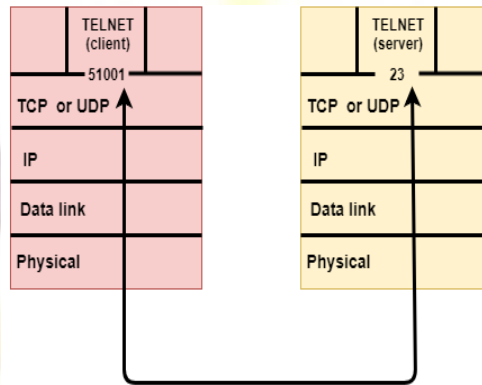 TELNET
(client)
51001
TCP or UDP
IP
Data link
Physical
TELNET
(server)
23
TCP or UDP
IP
Data link
Physical